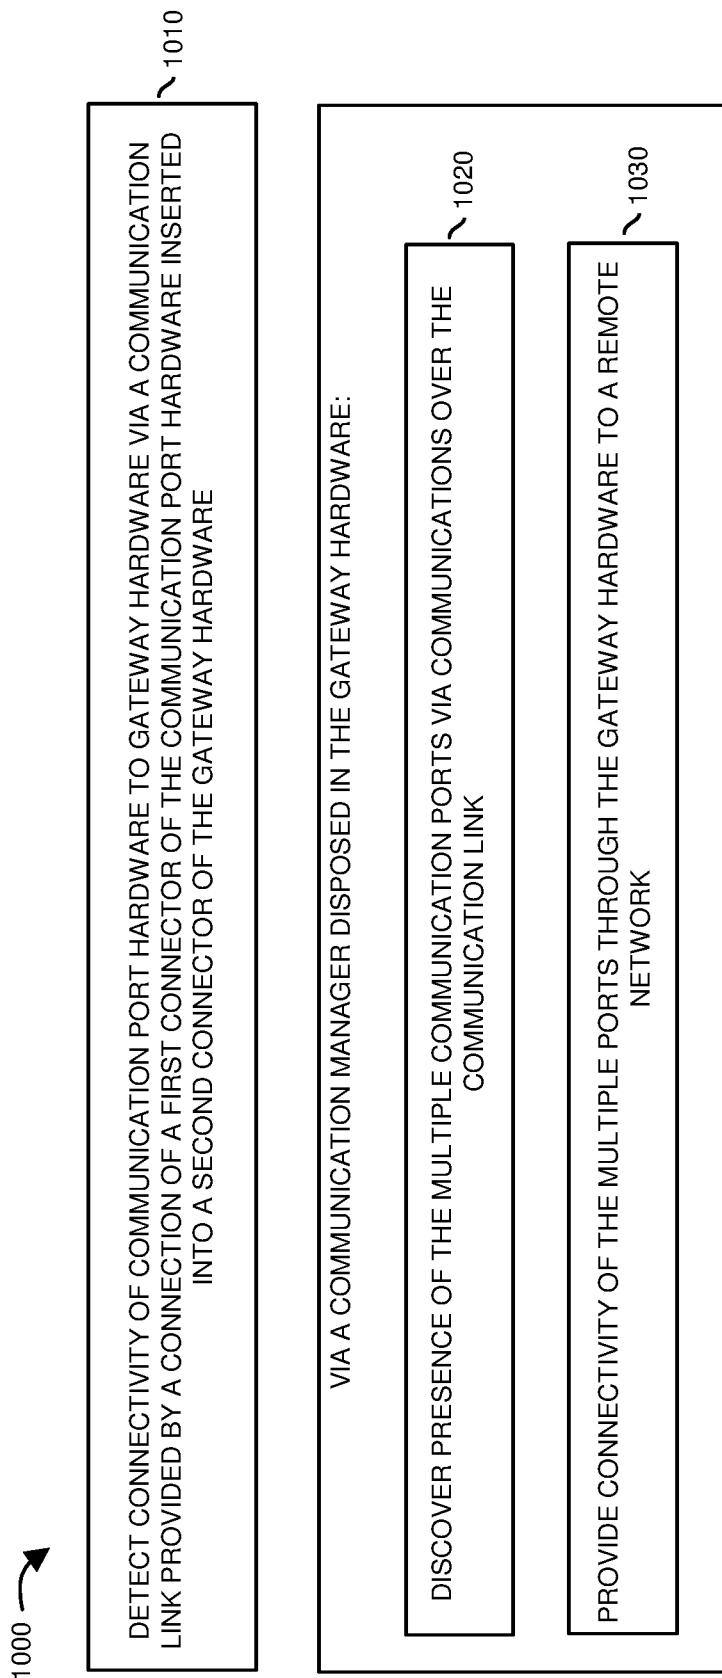 1000
DETECT CONNECTIVITY OF COMMUNICATION PORT HARDWARE TO GATEWAY HARDWARE VIA A COMMUNICATION
LINK PROVIDED BY A CONNECTION OF A FIRST CONNECTOR OF THE COMMUNICATION PORT HARDWARE INSERTED
INTO A SECOND CONNECTOR OF THE GATEWAY HARDWARE
1010
VIA A COMMUNICATION MANAGER DISPOSED IN THE GATEWAY HARDWARE:
DISCOVER PRESENCE OF THE MULTIPLE COMMUNICATION PORTS VIA COMMUNICATIONS OVER THE
COMMUNICATION LINK
1020
PROVIDE CONNECTIVITY OF THE MULTIPLE PORTS THROUGH THE GATEWAY HARDWARE TO A REMOTE
NETWORK
1030